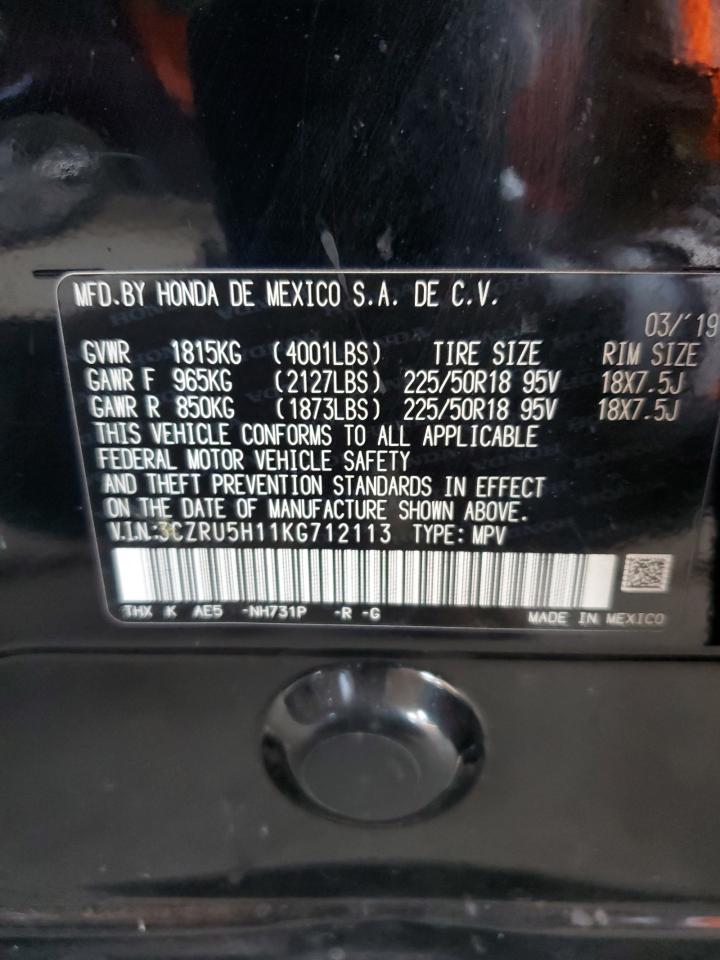 MFD. BY HONDA DE MEXICO S.A. DE C.V.
03/'19
GVWR 1815KG (4001LBS) TIRE SIZE RIM SIZE
GAWR F 965KG (2127LBS) 225/50R18 95V 18X7.5J
GAWR R 850KG (1873LBS) 225/50R18 95V 18X7.5J
THIS VEHICLE CONFORMS TO ALL APPLICABLE
FEDERAL MOTOR VEHICLE SAFETY
AND THEFT PREVENTION STANDARDS IN EFFECT
ON THE DATE OF MANUFACTURE SHOWN ABOVE.
V.I.N.:3CZRU5H11KG712113 TYPE: MPV
THX K AE5 -NH731P -R -G MADE IN MEXICO